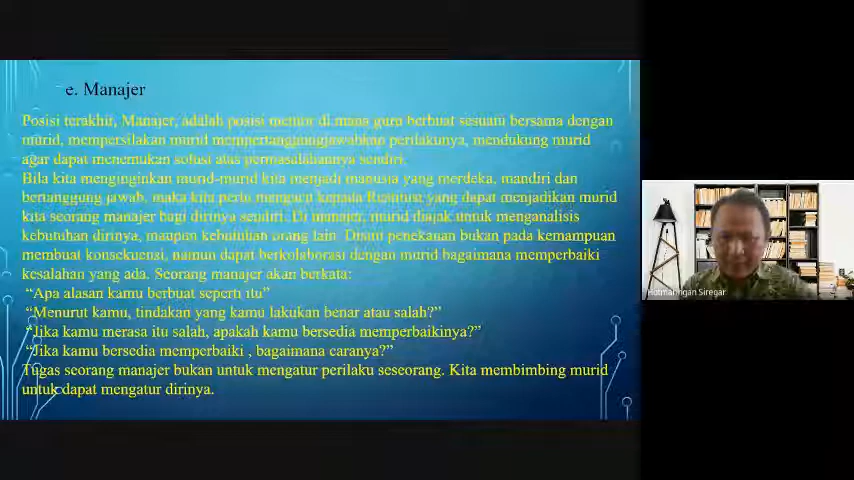 e. Manajer
Posisi terakhir, Manajer, adalah posisi mentor di mana guru berbuat sesuatu bersama dengan
murid, mempersilakan murid mempertanggungjawabkan perilakunya, mendukung murid
agar dapat menemukan solusi atas permasalahannya sendiri.
Bila kita menginginkan murid-murid kita menjadi manusia yang merdeka, mandiri dan
bertanggung jawab, maka kita perlu mengacu kepada Restitusi yang dapat menjadikan murid
kita seorang manajer bagi dirinya sendiri. Di manajer, murid diajak untuk menganalisis
kebutuhan dirinya, maupun kebutuhan orang lain. Disini penekanan bukan pada kemampuan
membuat konsekuensi, namun dapat berkolaborasi dengan murid bagaimana memperbaiki
kesalahan yang ada. Seorang manajer akan berkata:
“Apa alasan kamu berbuat seperti itu”
“Menurut kamu, tindakan yang kamu lakukan benar atau salah?”
“Jika kamu merasa itu salah, apakah kamu bersedia memperbaikinya?”
“Jika kamu bersedia memperbaiki , bagaimana caranya?”
Tugas seorang manajer bukan untuk mengatur perilaku seseorang. Kita membimbing murid
untuk dapat mengatur dirinya.
Siregar